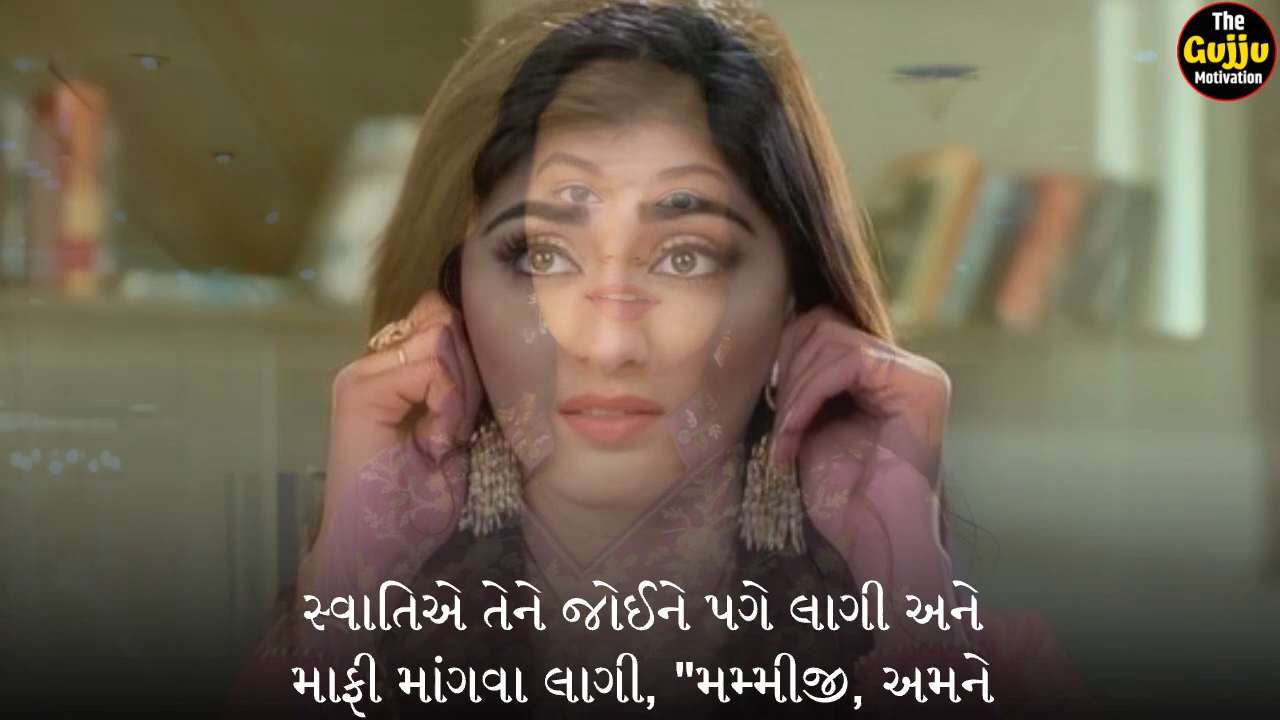 The
Gujju
Motivation
સ્વાતિએ તેને જોઈને પગે લાગી અને
માફી માંગવા લાગી, "મમ્મીજી, અમને